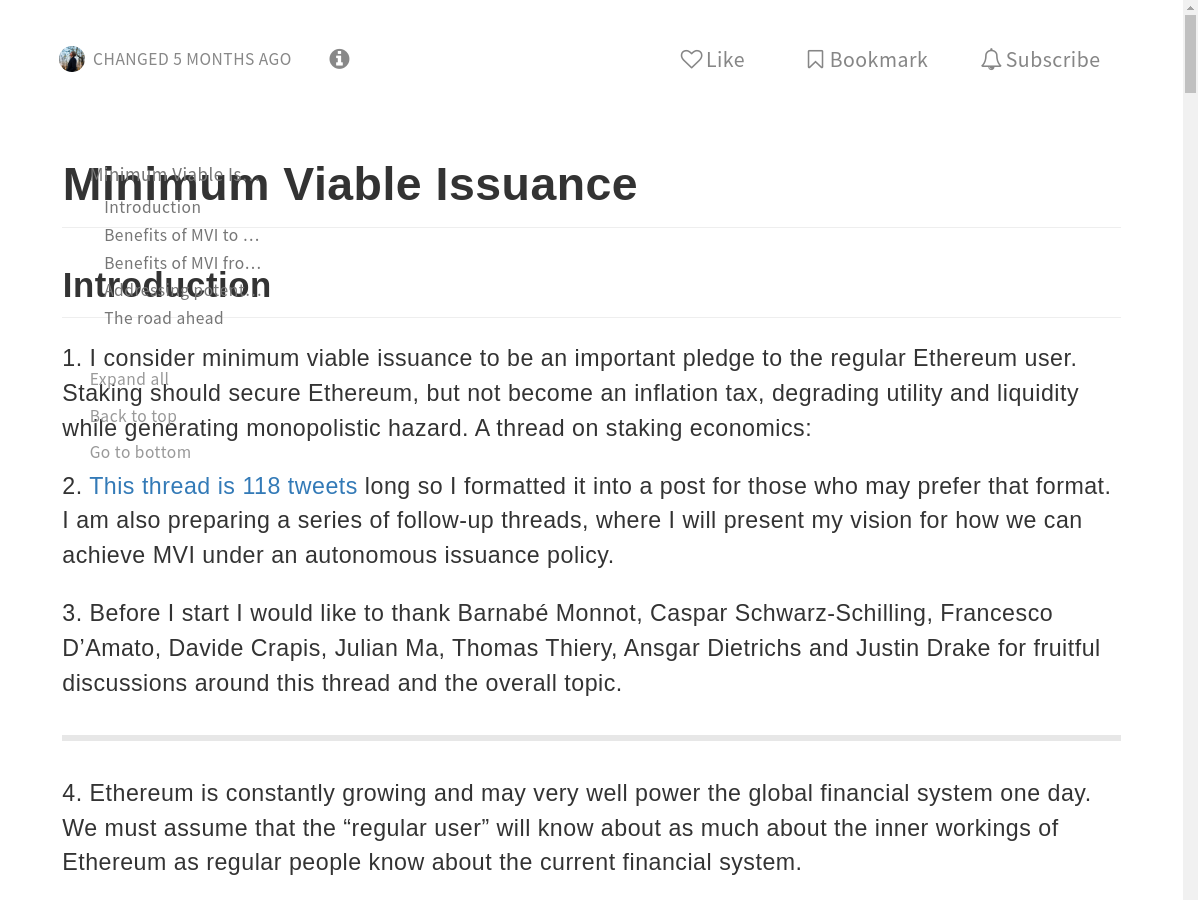 CHANGED 5 MONTHS AGO
Like
Bookmark
Subscribe
Minimum Viable Issuance
Minimum Viable Is…
Introduction
Benefits of MVI to …
Benefits of MVI fro…
Introduction
Addressing potent…
The road ahead
1. I consider minimum viable issuance to be an important pledge to the regular Ethereum user.
Expand all
Staking should secure Ethereum, but not become an inflation tax, degrading utility and liquidity
Back to top
while generating monopolistic hazard. A thread on staking economics:
Go to bottom
2. This thread is 118 tweets long so I formatted it into a post for those who may prefer that format.
I am also preparing a series of follow-up threads, where I will present my vision for how we can
achieve MVI under an autonomous issuance policy.
3. Before I start I would like to thank Barnabé Monnot, Caspar Schwarz-Schilling, Francesco
D’Amato, Davide Crapis, Julian Ma, Thomas Thiery, Ansgar Dietrichs and Justin Drake for fruitful
discussions around this thread and the overall topic.
4. Ethereum is constantly growing and may very well power the global financial system one day.
We must assume that the “regular user” will know about as much about the inner workings of
Ethereum as regular people know about the current financial system.